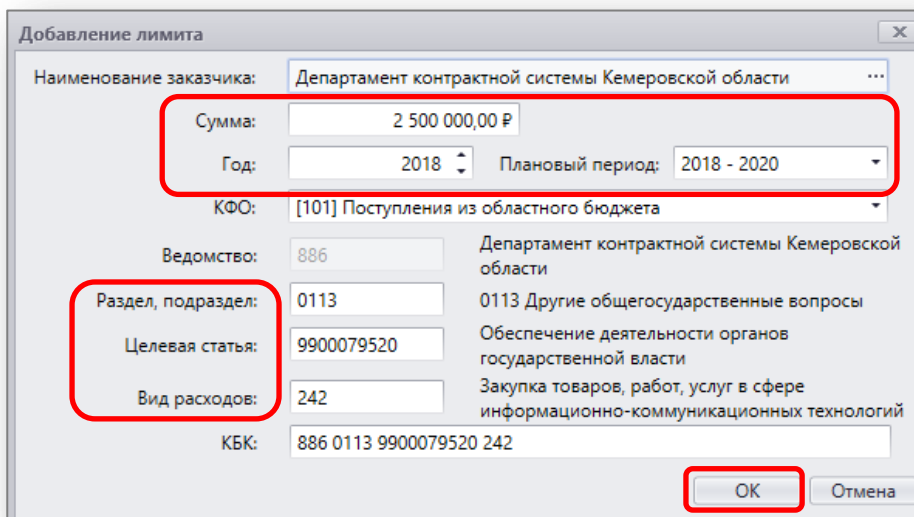 Добавление лимита
Наименование заказчика: Департамент контрактной системы Кемеровской области ...
Сумма: 2 500 000,00 ₽
Год: 2018 Плановый период: 2018 - 2020
КФО: [101] Поступления из областного бюджета
Ведомство: 886 Департамент контрактной системы Кемеровской
области
Раздел, подраздел: 0113 0113 Другие общегосударственные вопросы
Целевая статья: 9900079520 Обеспечение деятельности органов
государственной власти
Вид расходов: 242 Закупка товаров, работ, услуг в сфере
информационно-коммуникационных технологий
КБК: 886 0113 9900079520 242
ОК Отмена